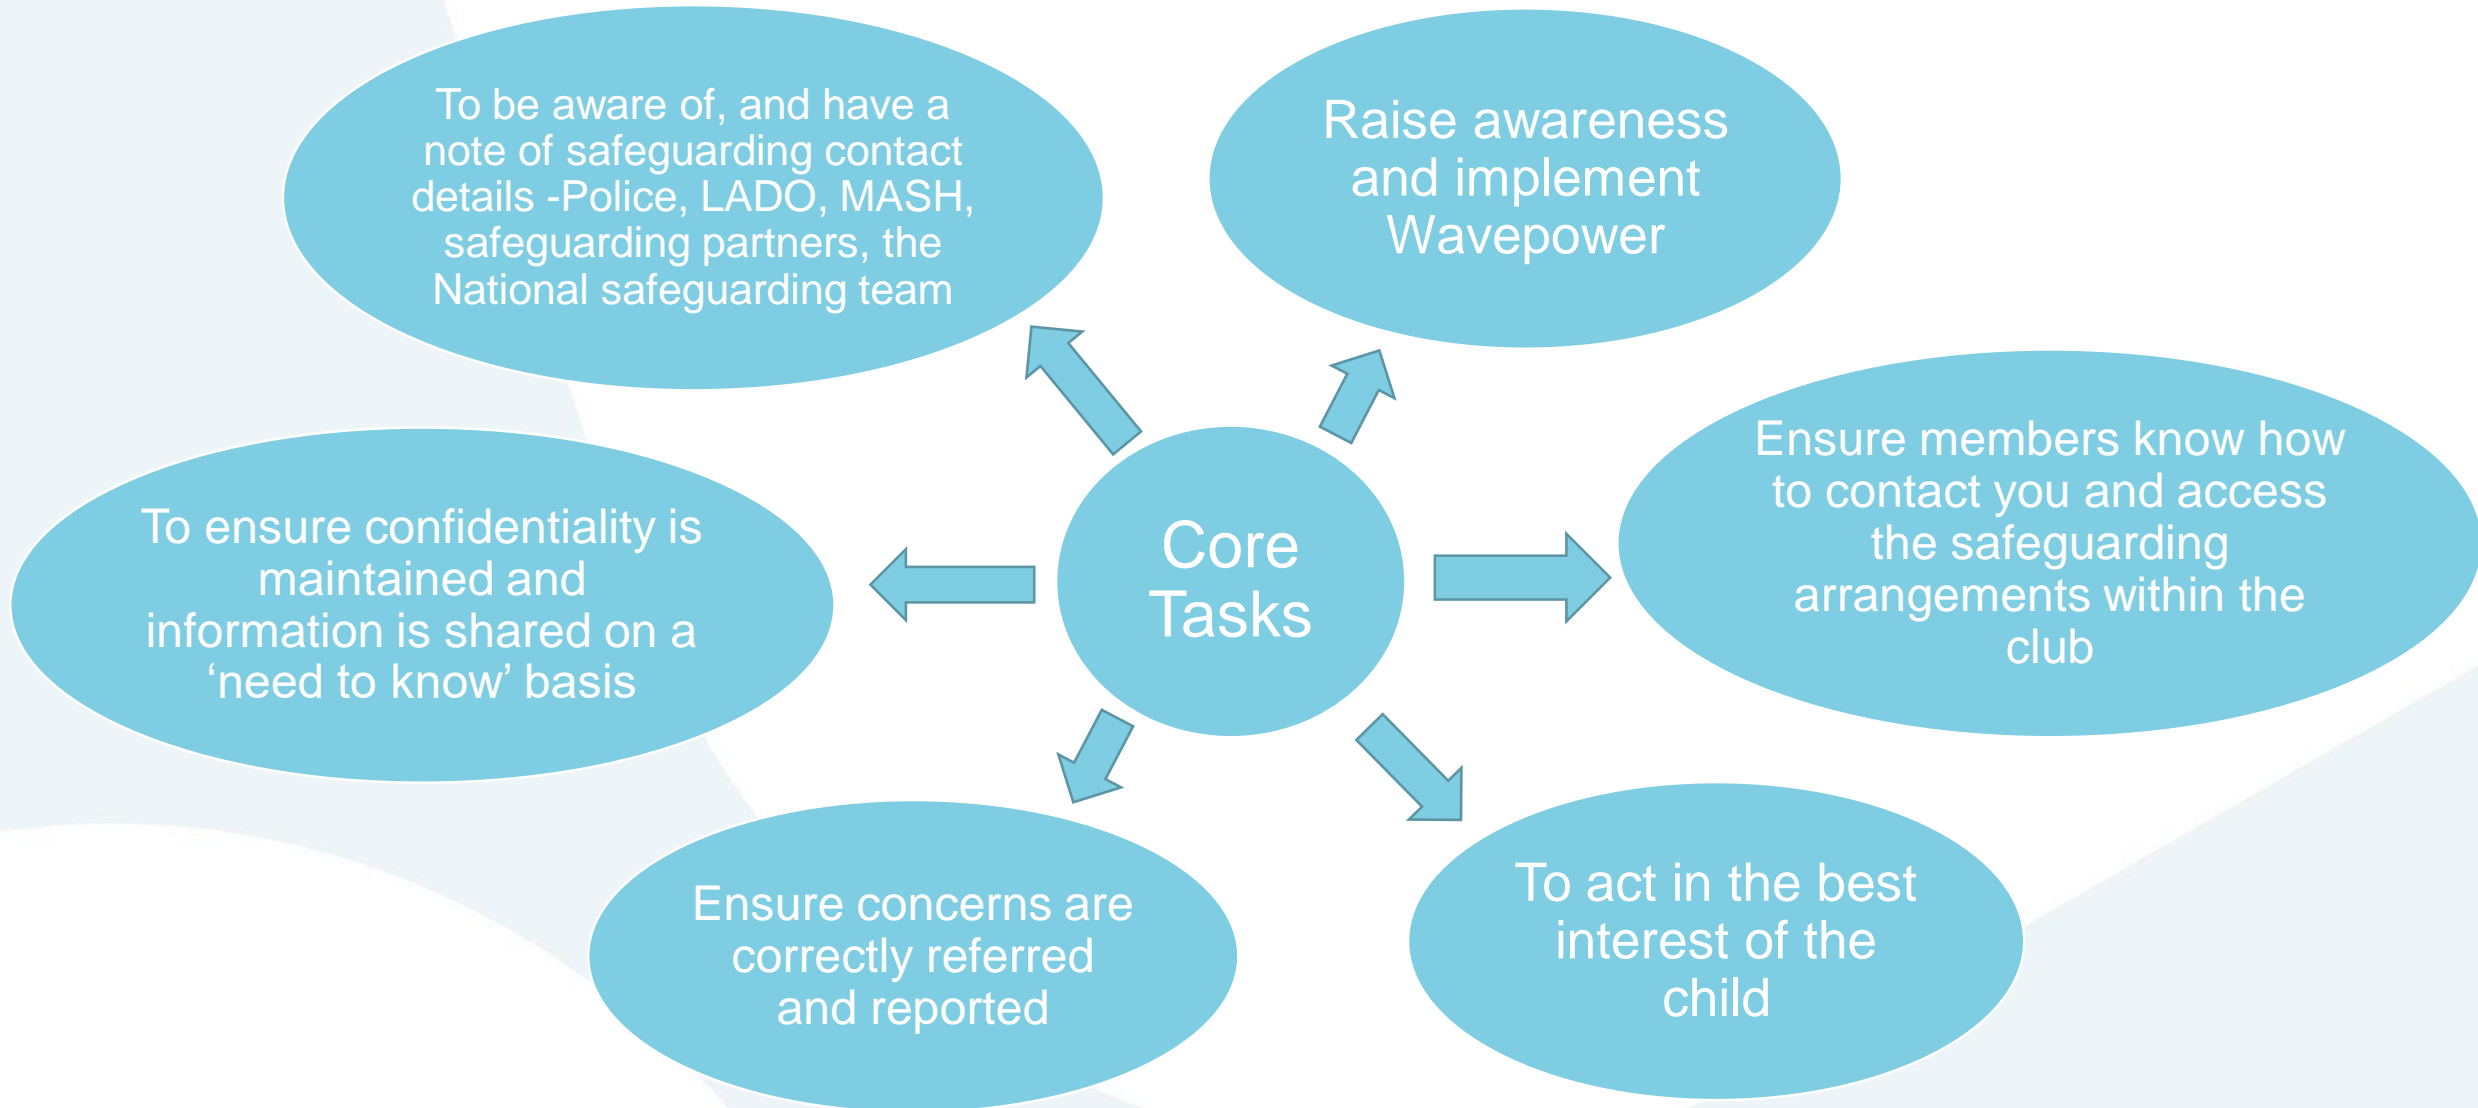 To be aware of, and have a
note of safeguarding contact
details -Police, LADO, MASH,
safeguarding partners, the
National safeguarding team
Raise awareness
and implement
Wavepower
Ensure members know how
to contact you and access
the safeguarding
arrangements within the
club
To ensure confidentiality is
maintained and
information is shared on a
‘need to know’ basis
Core
Tasks
Ensure concerns are
correctly referred
and reported
To act in the best
interest of the
child